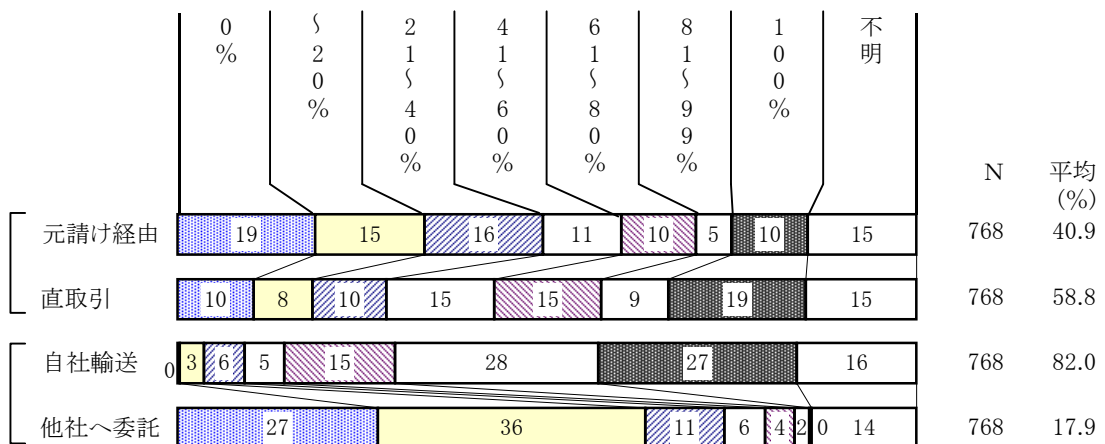 0%
~20%
21~40%
41~60%
61~80%
81~99%
100%
不明
N 平均(%)
元請け経由 19 15 16 11 10 5 10 15 768 40.9
直取引 10 8 10 15 15 9 19 15 768 58.8
自社輸送 0 3 6 5 15 28 27 16 768 82.0
他社へ委託 27 36 11 6 4 2 0 14 768 17.9